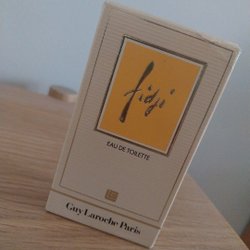 fidji
EAU DE TOILETTE
Guy Laroche Paris